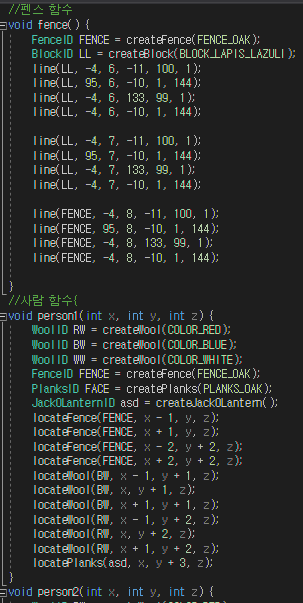 //펜스 함수
void fence() {
FenceID FENCE = createFence(FENCE_OAK);
BlockID LL = createBlock(BLOCK_LAPIS_LAZULI);
line(LL, -4, 6, -11, 100, 1);
line(LL, 95, 6, -10, 1, 144);
line(LL, -4, 6, 133, 99, 1);
line(LL, -4, 6, -10, 1, 144);
line(LL, -4, 7, -11, 100, 1);
line(LL, 95, 7, -10, 1, 144);
line(LL, -4, 7, 133, 99, 1);
line(LL, -4, 7, -10, 1, 144);
line(FENCE, -4, 8, -11, 100, 1);
line(FENCE, 95, 8, -10, 1, 144);
line(FENCE, -4, 8, 133, 99, 1);
line(FENCE, -4, 8, -10, 1, 144);
}
//사람 함수{
void person1(int x, int y, int z) {
WoolID RW = createWool(COLOR_RED);
WoolID BW = createWool(COLOR_BLUE);
WoolID WW = createWool(COLOR_WHITE);
FenceID FENCE = createFence(FENCE_OAK);
PlanksID FACE = createPlanks(PLANKS_OAK);
JackOLanternID asd = createJackOLantern();
locateFence(FENCE, x - 1, y, z);
locateFence(FENCE, x + 1, y, z);
locateFence(FENCE, x - 2, y + 2, z);
locateFence(FENCE, x + 2, y + 2, z);
locateWool(BW, x - 1, y + 1, z);
locateWool(BW, x, y + 1, z);
locateWool(BW, x + 1, y + 1, z);
locateWool(RW, x - 1, y + 2, z);
locateWool(RW, x, y + 2, z);
locateWool(RW, x + 1, y + 2, z);
locatePlanks(asd, x, y + 3, z);
}
void person2(int x, int y, int z) {